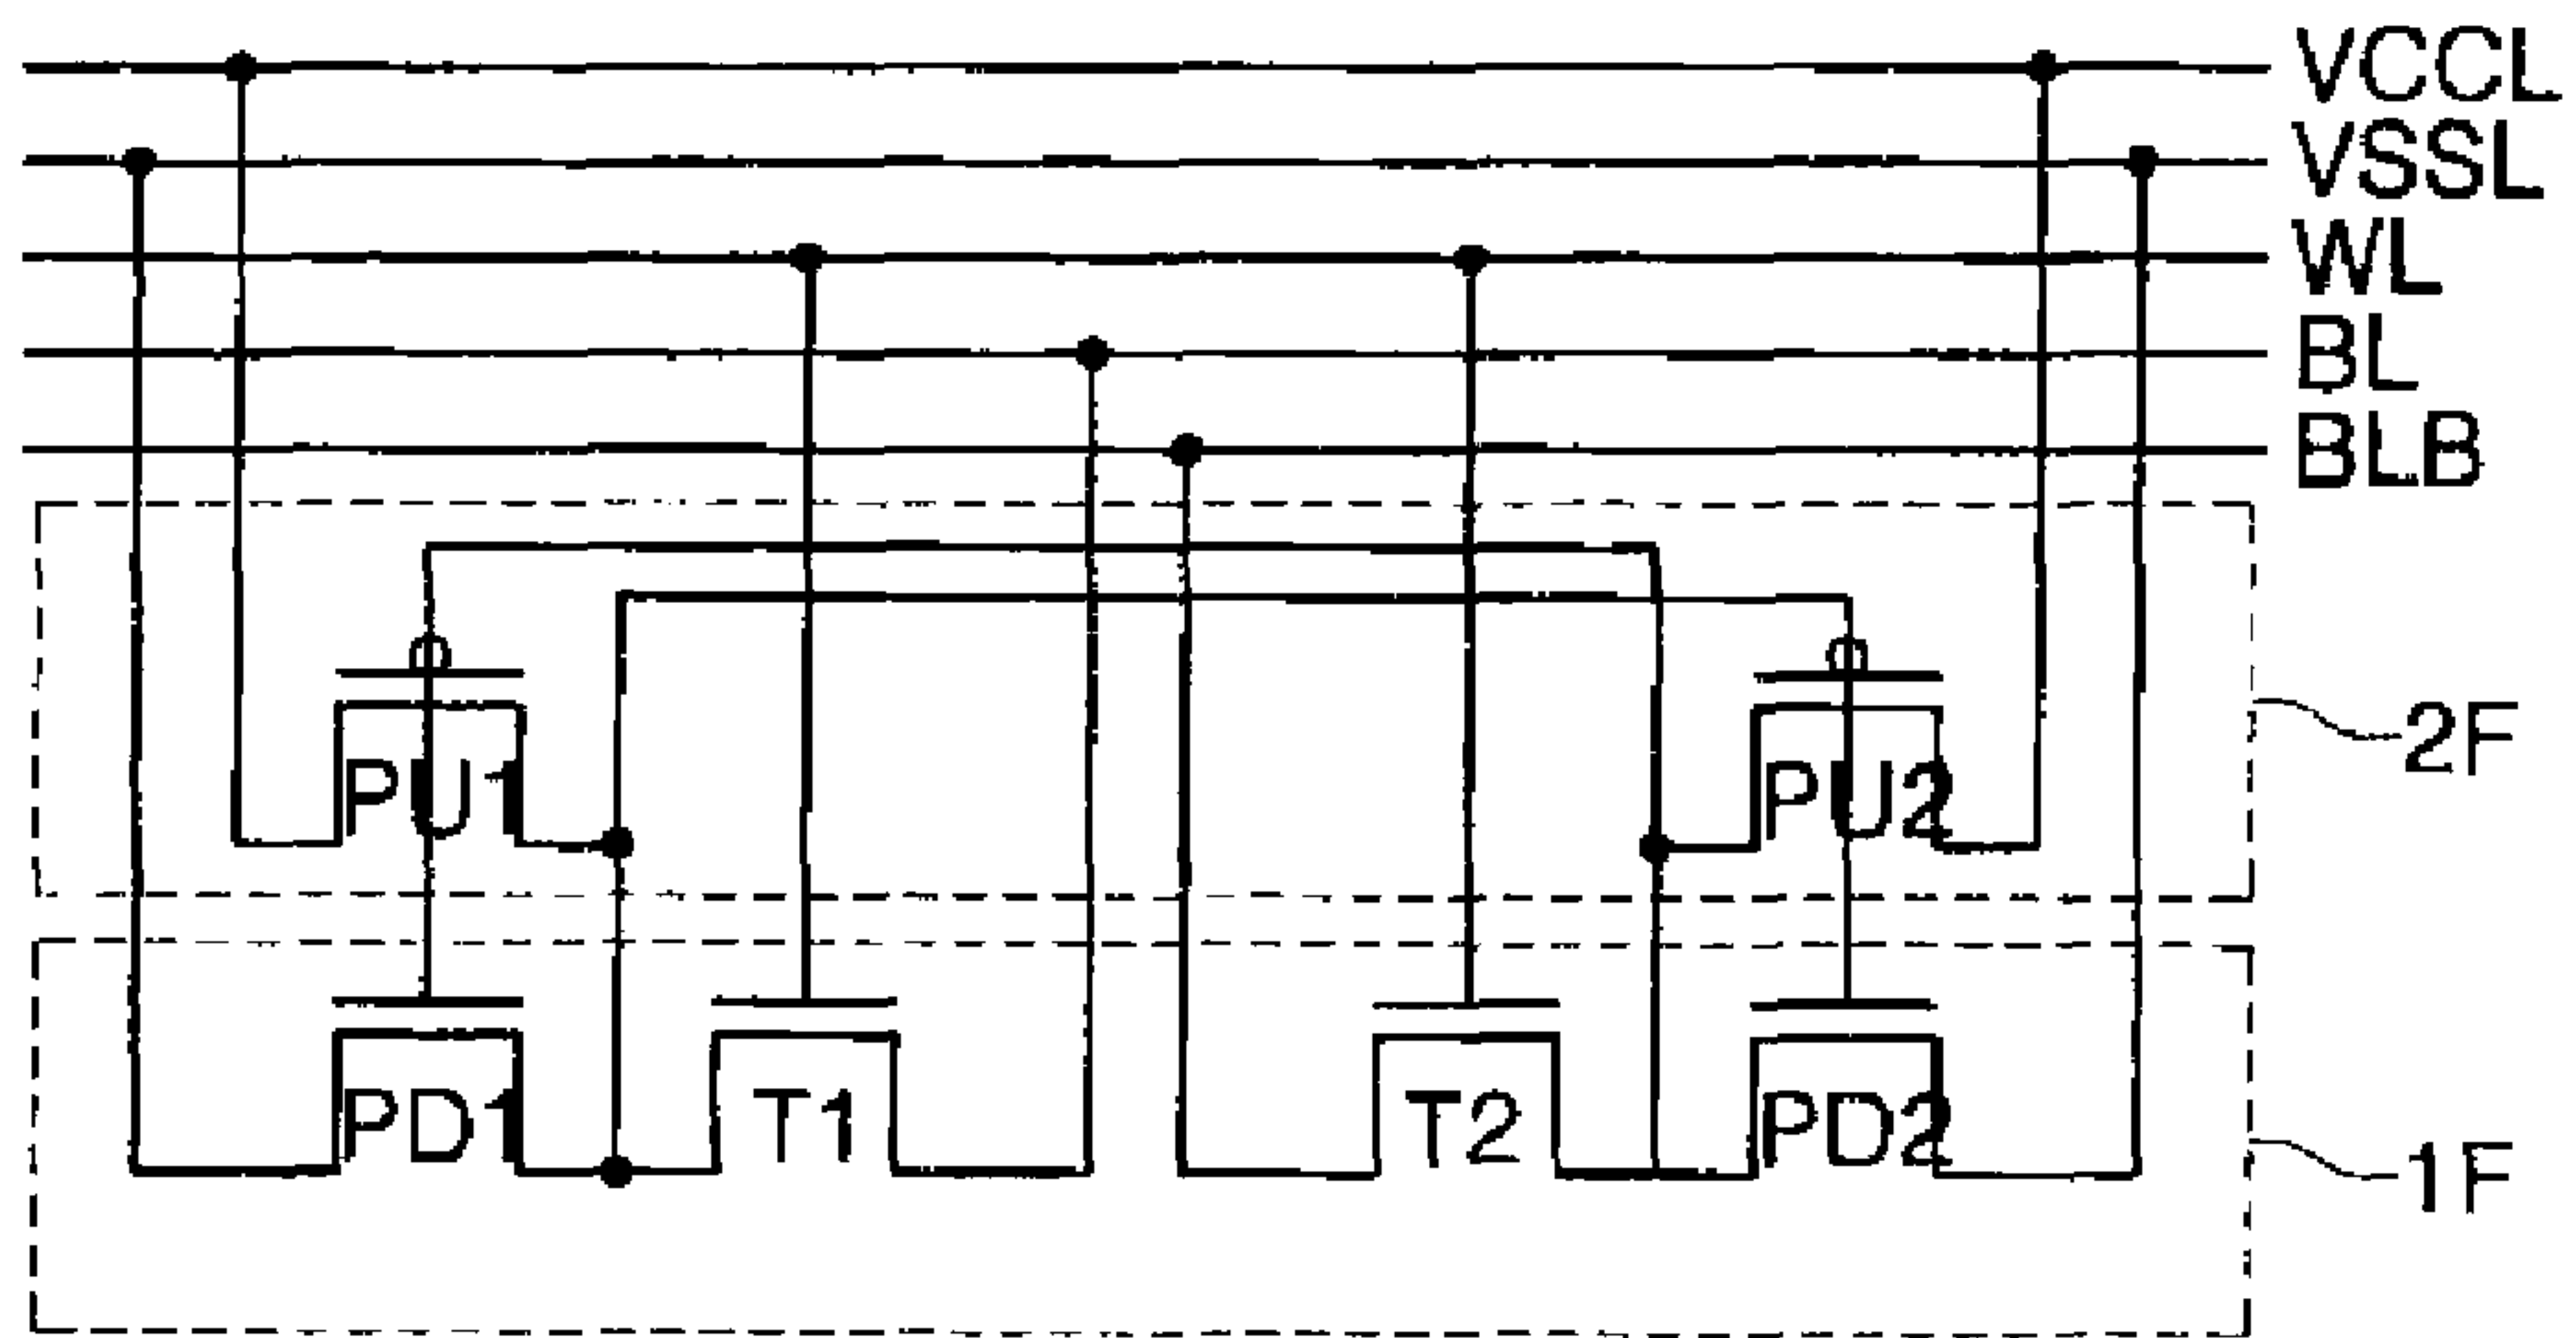 VCCL
VSSL
WL
BL
BLB
2F
PU1
PU2
PD1
T1
T2
PD2
1F